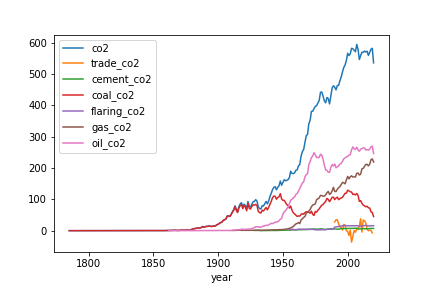 600
500
400
300
200
100
0
co2
trade_co2
cement_co2
coal_co2
flaring_co2
gas_co2
oil_co2
1800 1850 1900 1950 2000
year